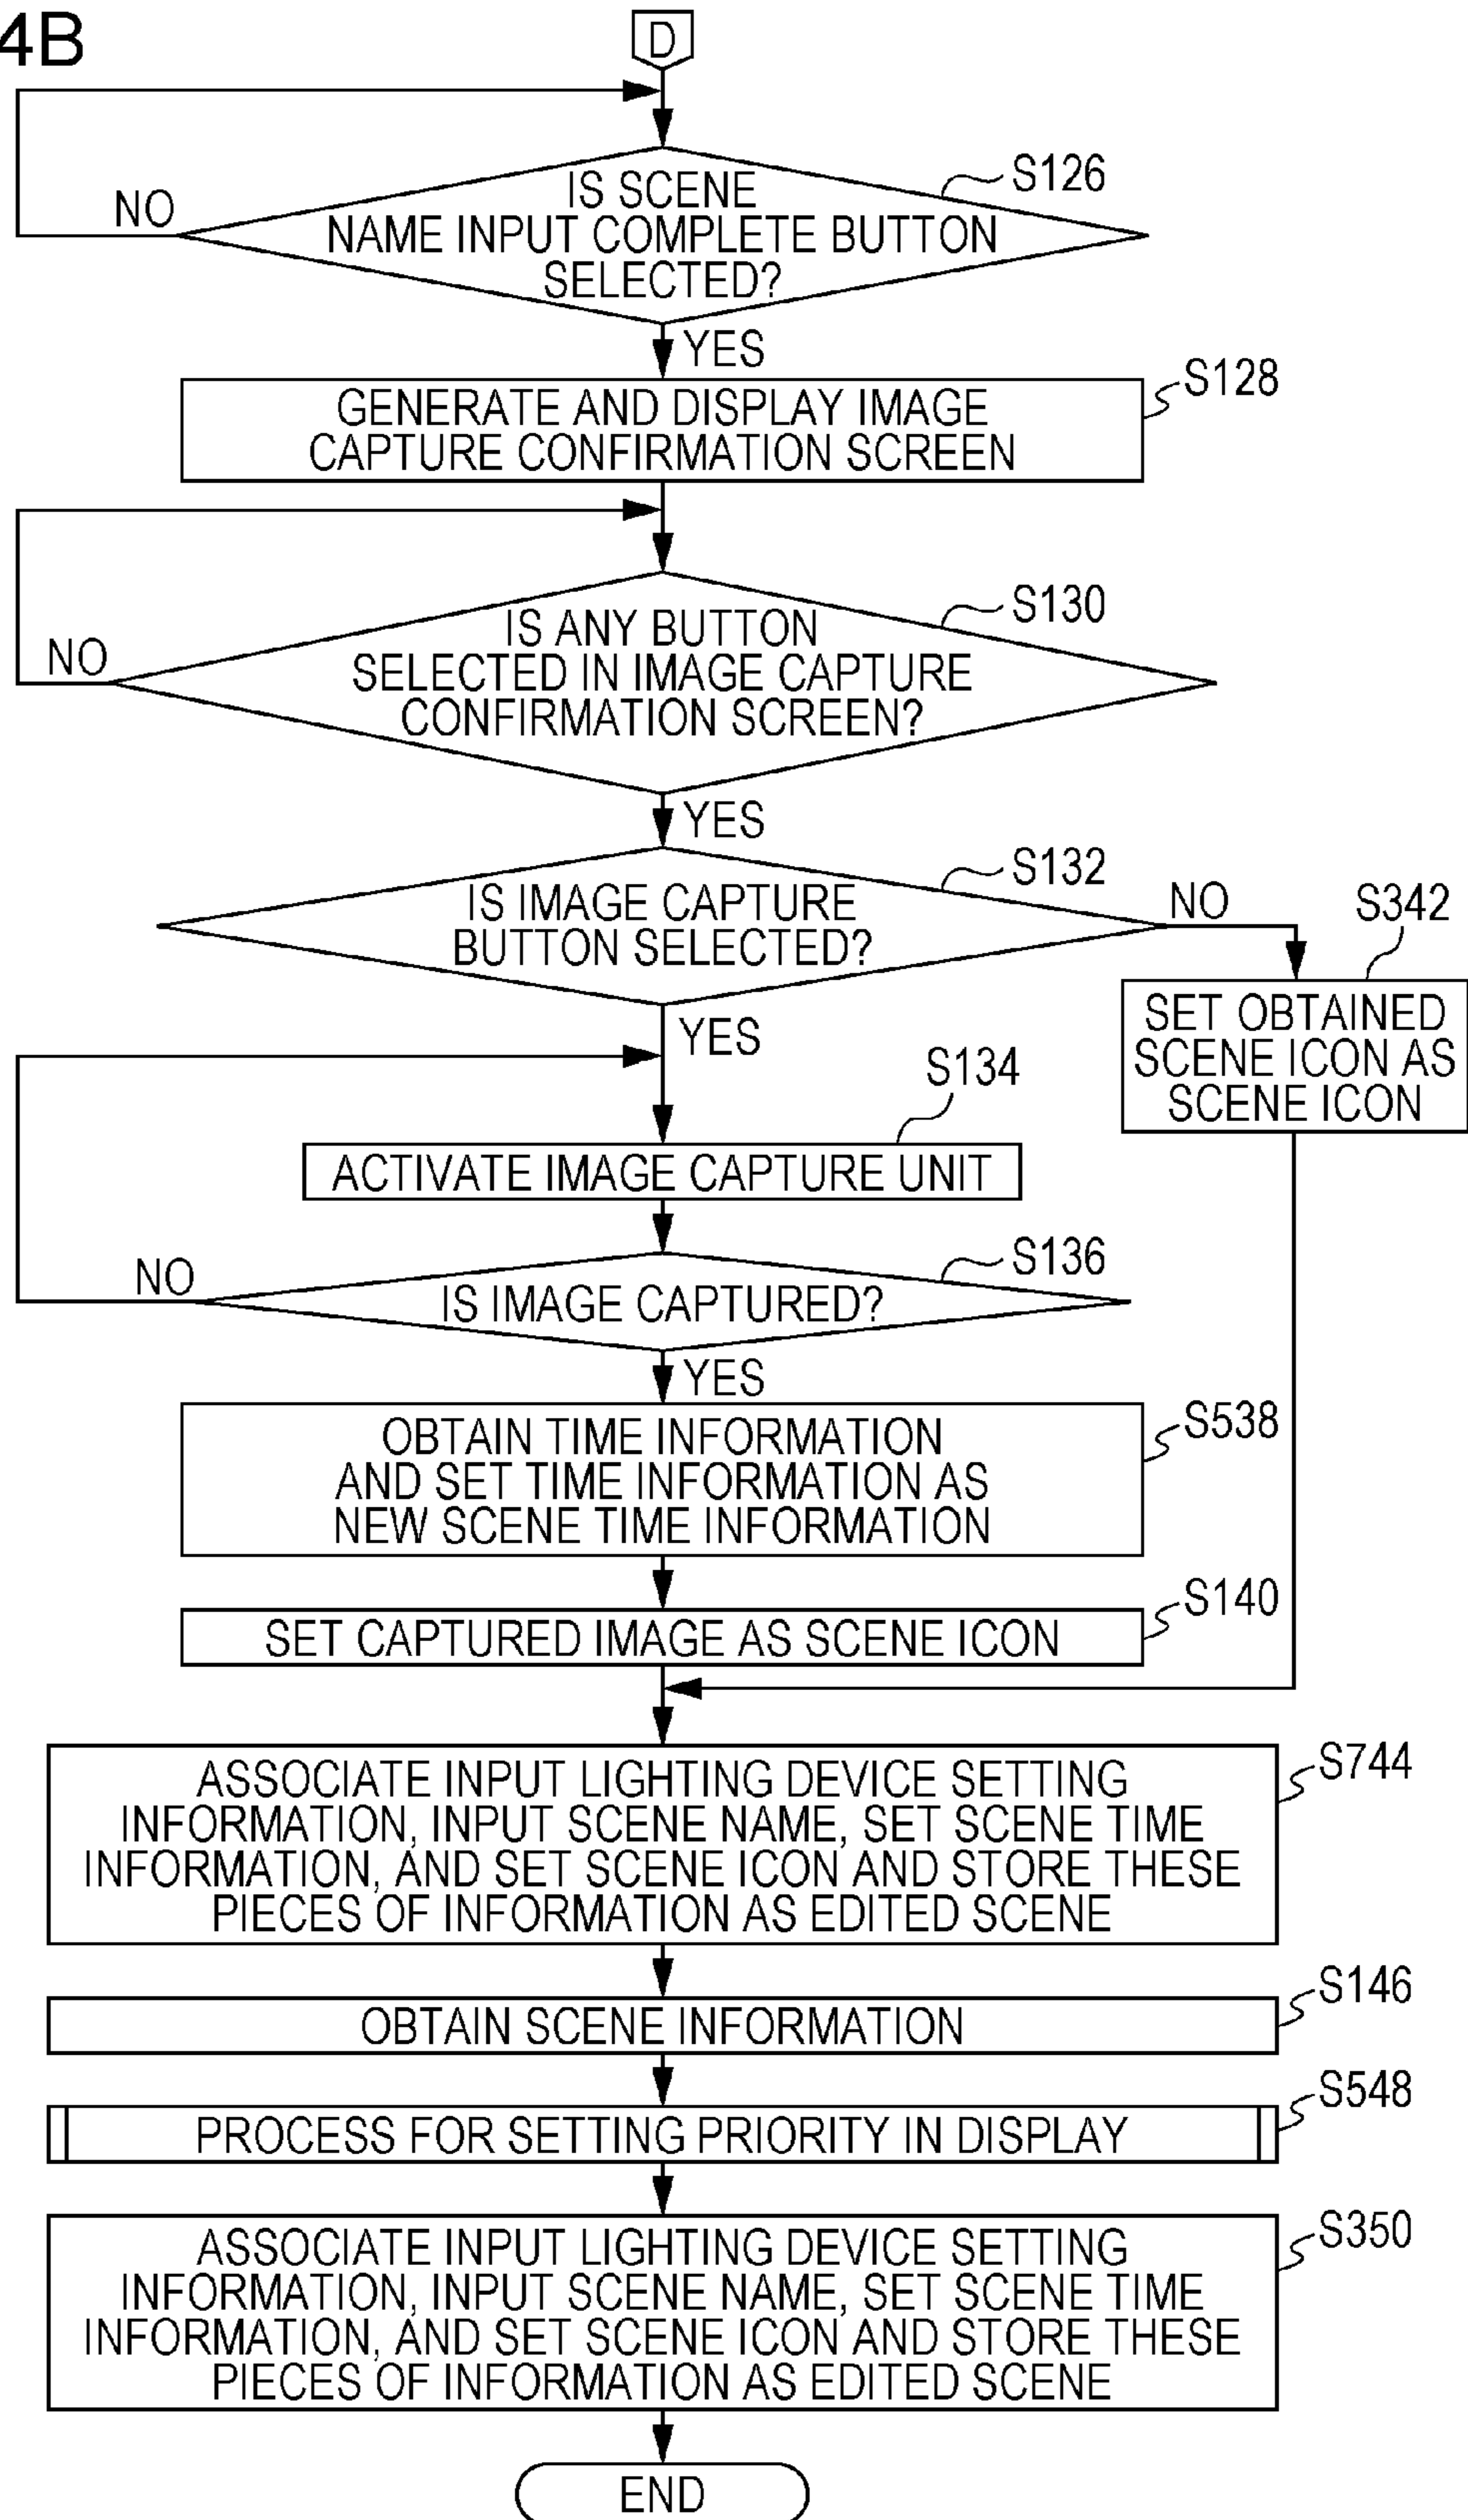 4B
D
S126
IS SCENE
NAME INPUT COMPLETE BUTTON
SELECTED?
NO
YES
S128
GENERATE AND DISPLAY IMAGE
CAPTURE CONFIRMATION SCREEN
S130
IS ANY BUTTON
SELECTED IN IMAGE CAPTURE
CONFIRMATION SCREEN?
NO
YES
S132
IS IMAGE CAPTURE
BUTTON SELECTED?
NO
S342
SET OBTAINED
SCENE ICON AS
SCENE ICON
YES
S134
ACTIVATE IMAGE CAPTURE UNIT
S136
IS IMAGE CAPTURED?
NO
YES
S538
OBTAIN TIME INFORMATION
AND SET TIME INFORMATION AS
NEW SCENE TIME INFORMATION
S140
SET CAPTURED IMAGE AS SCENE ICON
S744
ASSOCIATE INPUT LIGHTING DEVICE SETTING
INFORMATION, INPUT SCENE NAME, SET SCENE TIME
INFORMATION, AND SET SCENE ICON AND STORE THESE
PIECES OF INFORMATION AS EDITED SCENE
S146
OBTAIN SCENE INFORMATION
S548
PROCESS FOR SETTING PRIORITY IN DISPLAY
S350
ASSOCIATE INPUT LIGHTING DEVICE SETTING
INFORMATION, INPUT SCENE NAME, SET SCENE TIME
INFORMATION, AND SET SCENE ICON AND STORE THESE
PIECES OF INFORMATION AS EDITED SCENE
END